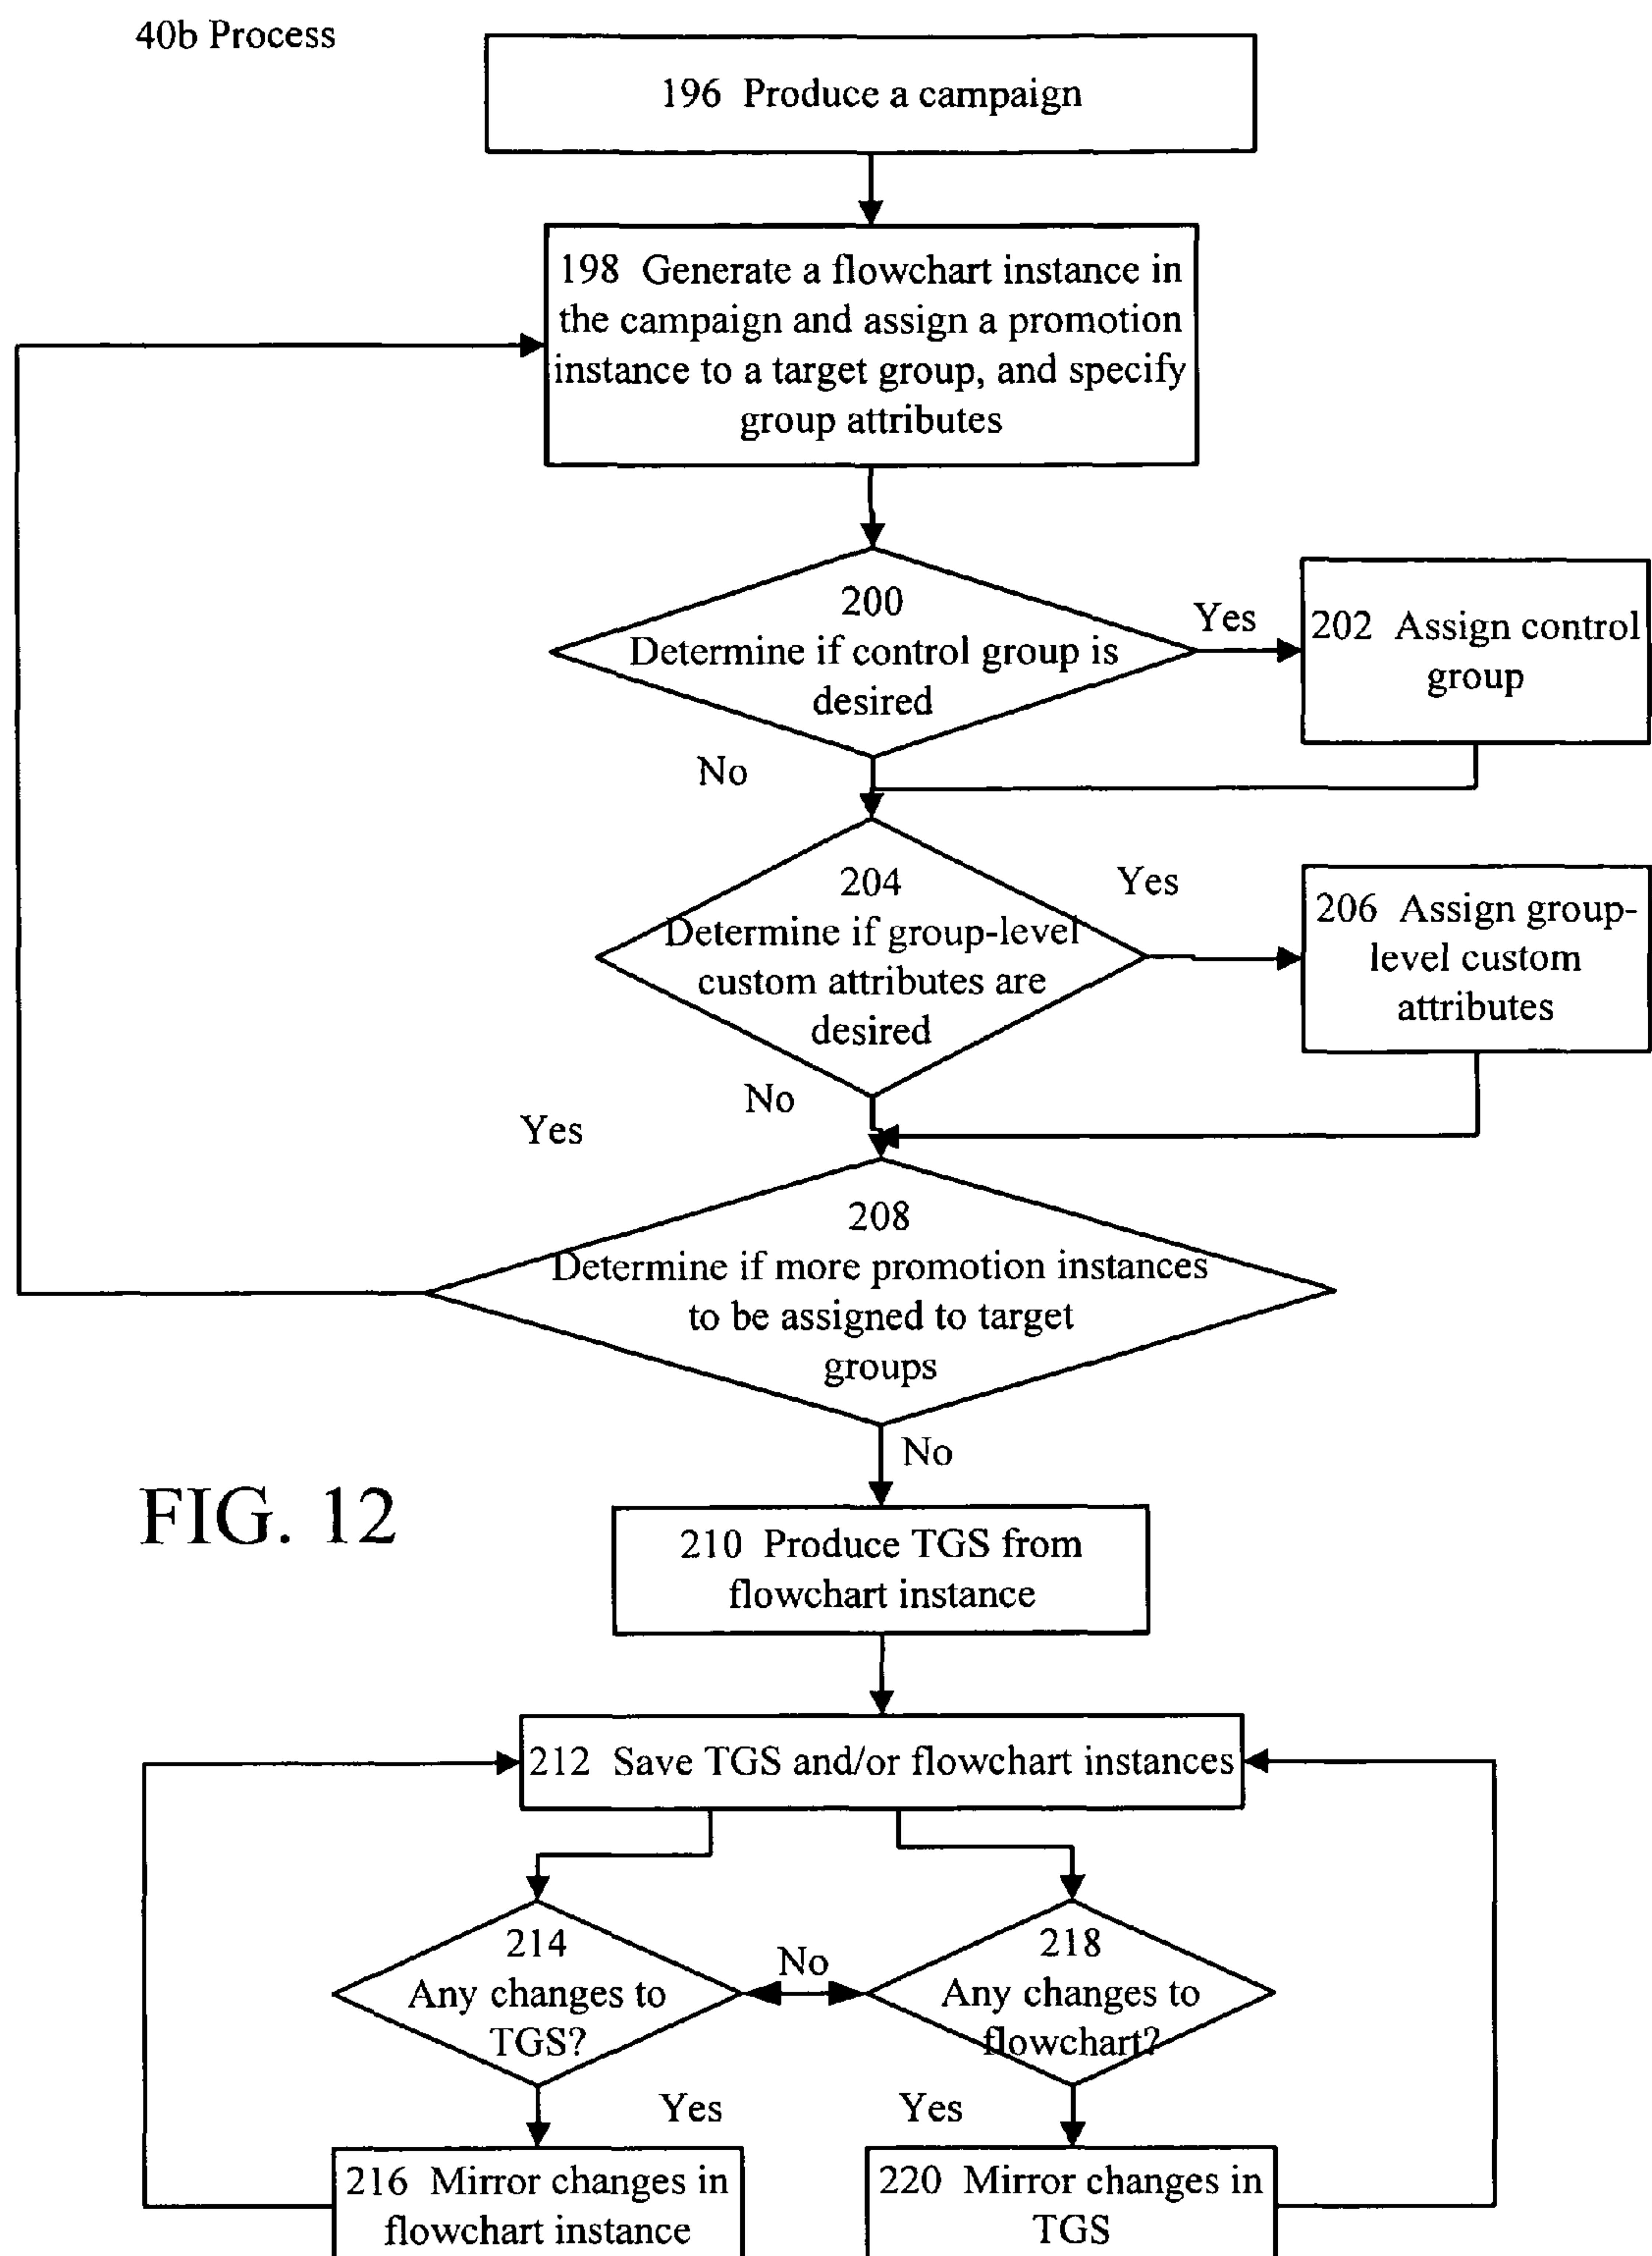 40b Process
196 Produce a campaign
198 Generate a flowchart instance in
the campaign and assign a promotion
instance to a target group, and specify
group attributes
200
Determine if control group is
desired
Yes
202 Assign control
group
No
204
Determine if group-level
custom attributes are
desired
Yes
206 Assign group-
level custom
attributes
No
Yes
208
Determine if more promotion instances
to be assigned to target
groups
No
FIG. 12
210 Produce TGS from
flowchart instance
212 Save TGS and/or flowchart instances
214
Any changes to
TGS?
No
218
Any changes to
flowchart?
Yes
Yes
216 Mirror changes in
flowchart instance
220 Mirror changes in
TGS